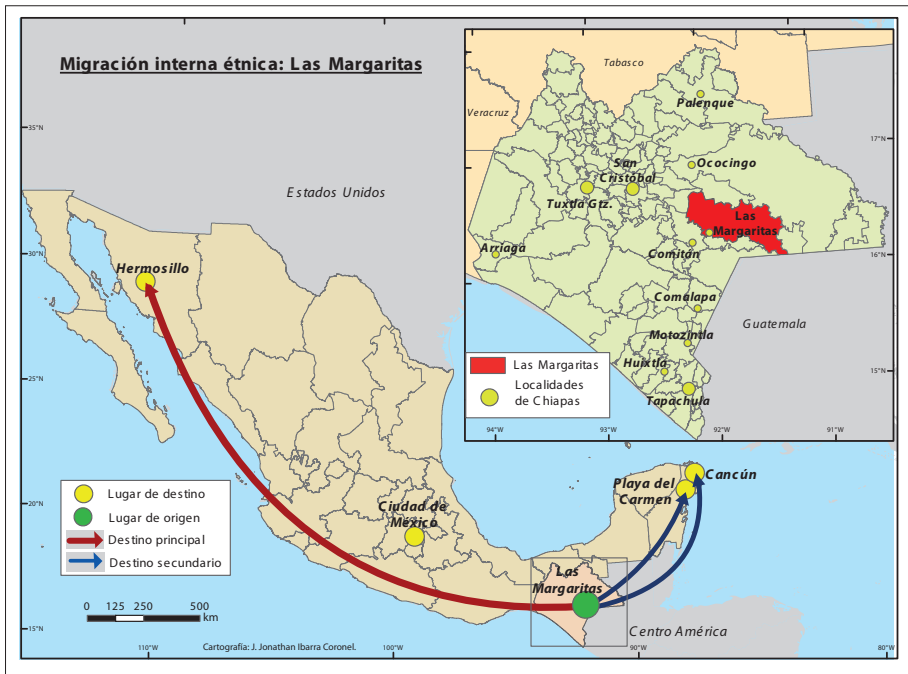 Migración interna étnica: Las Margaritas
Estados Unidos
Hermosillo
Ciudad de
México
Las
Margaritas
Playa del
Carmen
Cancún
Centro América
35°N
30°N
25°N
20°N
15°N
110°W
100°W
90°W
80°W
Lugar de destino
Lugar de origen
Destino principal
Destino secundario
0 125 250 500
km
Cartografía: J. Jonathan Ibarra Coronel.
Tabasco
Veracruz
Palenque
Ococingo
San
Cristóbal
Tuxtla Gtz.
Las
Margaritas
Arriaga
Comitán
Comalapa
Motozintla
Huixtla
Tapachula
Guatemala
Las Margaritas
Localidades
de Chiapas
17°N
16°N
15°N
94°W
93°W
92°W
91°W